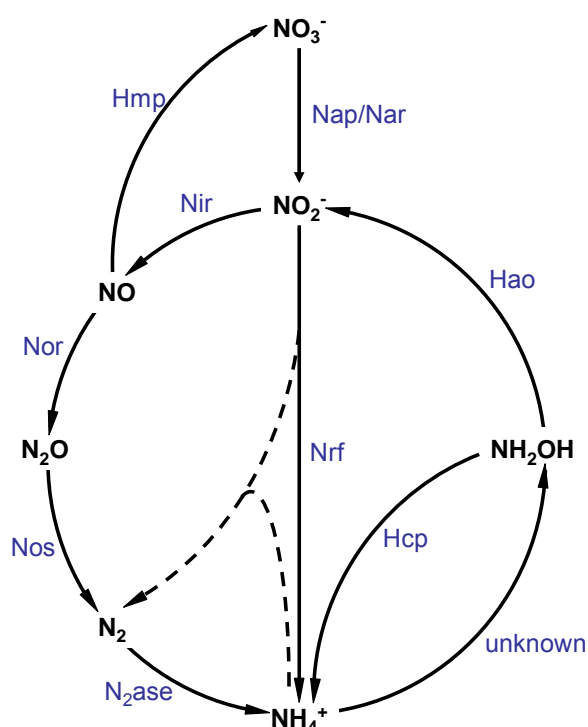 NO₃⁻
Hmp
Nap/Nar
Nir
NO₂⁻
Hao
NO
Nor
N₂O
Nrf
NH₂OH
Hcp
Nos
N₂
unknown
N₂ase
NH₄⁺